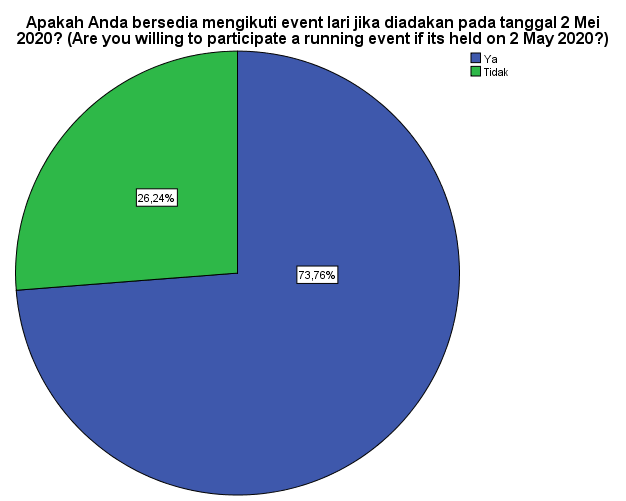 Apakah Anda bersedia mengikuti event lari jika diadakan pada tanggal 2 Mei
2020? (Are you willing to participate a running event if its held on 2 May 2020?)
Ya
Tidak
26,24%
73,76%